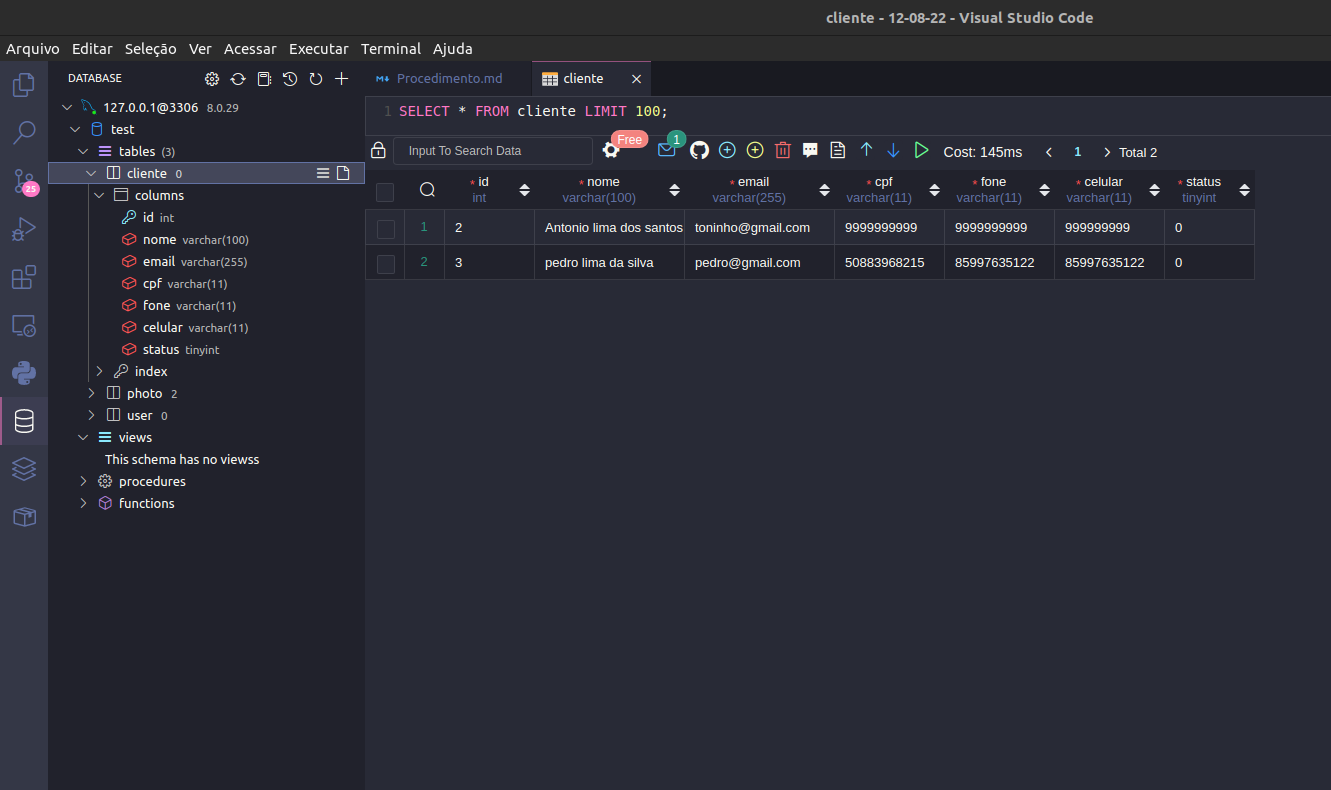 cliente - 12-08-22 - Visual Studio Code
Arquivo Editar Seleção Ver Acessar Executar Terminal Ajuda
DATABASE
127.0.0.1@3306 8.0.29
test
tables (3)
cliente 0
columns
id int
nome varchar(100)
email varchar(255)
cpf varchar(11)
fone varchar(11)
celular varchar(11)
status tinyint
index
photo 2
user 0
views
This schema has no viewss
procedures
functions
25
Procedimento.md
cliente
1 SELECT * FROM cliente LIMIT 100;
Input To Search Data Free 1 Cost: 145ms 1 Total 2
* id * nome * email * cpf * fone * celular * status
int varchar(100) varchar(255) varchar(11) varchar(11) varchar(11) tinyint
1 2 Antonio lima dos santos toninho@gmail.com 9999999999 9999999999 999999999 0
2 3 pedro lima da silva pedro@gmail.com 50883968215 85997635122 85997635122 0